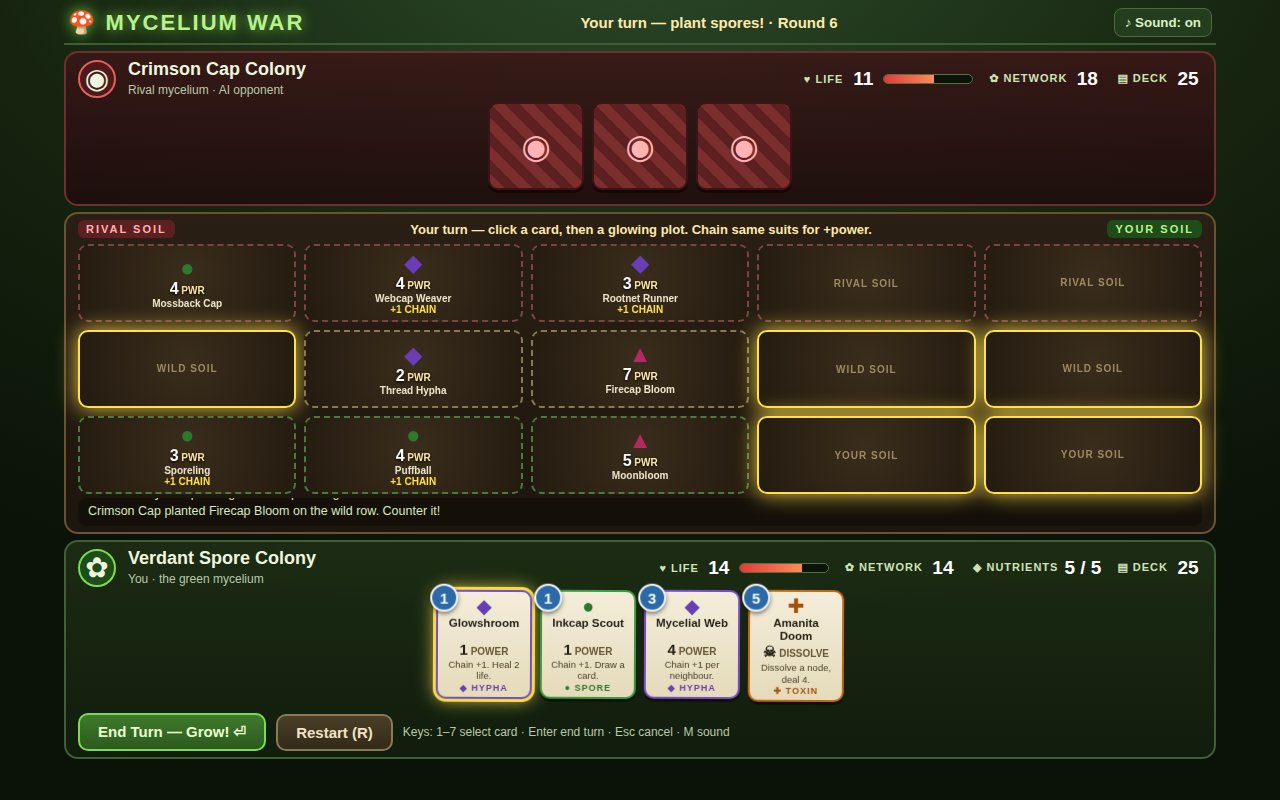 MYCELIUM WAR
Your turn — plant spores! · Round 6
♪ Sound: on
Crimson Cap Colony
Rival mycelium · AI opponent
♥ LIFE 11
✿ NETWORK 18
▤ DECK 25
RIVAL SOIL
Your turn — click a card, then a glowing plot. Chain same suits for +power.
YOUR SOIL
4 PWR
Mossback Cap
4 PWR
Webcap Weaver
+1 CHAIN
3 PWR
Rootnet Runner
+1 CHAIN
RIVAL SOIL
RIVAL SOIL
WILD SOIL
2 PWR
Thread Hypha
7 PWR
Firecap Bloom
WILD SOIL
WILD SOIL
3 PWR
Sporeling
+1 CHAIN
4 PWR
Puffball
+1 CHAIN
5 PWR
Moonbloom
YOUR SOIL
YOUR SOIL
Crimson Cap planted Firecap Bloom on the wild row. Counter it!
Verdant Spore Colony
You · the green mycelium
♥ LIFE 14
✿ NETWORK 14
◆ NUTRIENTS 5 / 5
▤ DECK 25
1
Glowshroom
1 POWER
Chain +1. Heal 2
life.
◆ HYPHA
1
Inkcap Scout
1 POWER
Chain +1. Draw a
card.
● SPORE
3
Mycelial Web
4 POWER
Chain +1 per
neighbour.
◆ HYPHA
5
Amanita
Doom
☠ DISSOLVE
Dissolve a node,
deal 4.
✚ TOXIN
End Turn — Grow! ⏎
Restart (R)
Keys: 1–7 select card · Enter end turn · Esc cancel · M sound